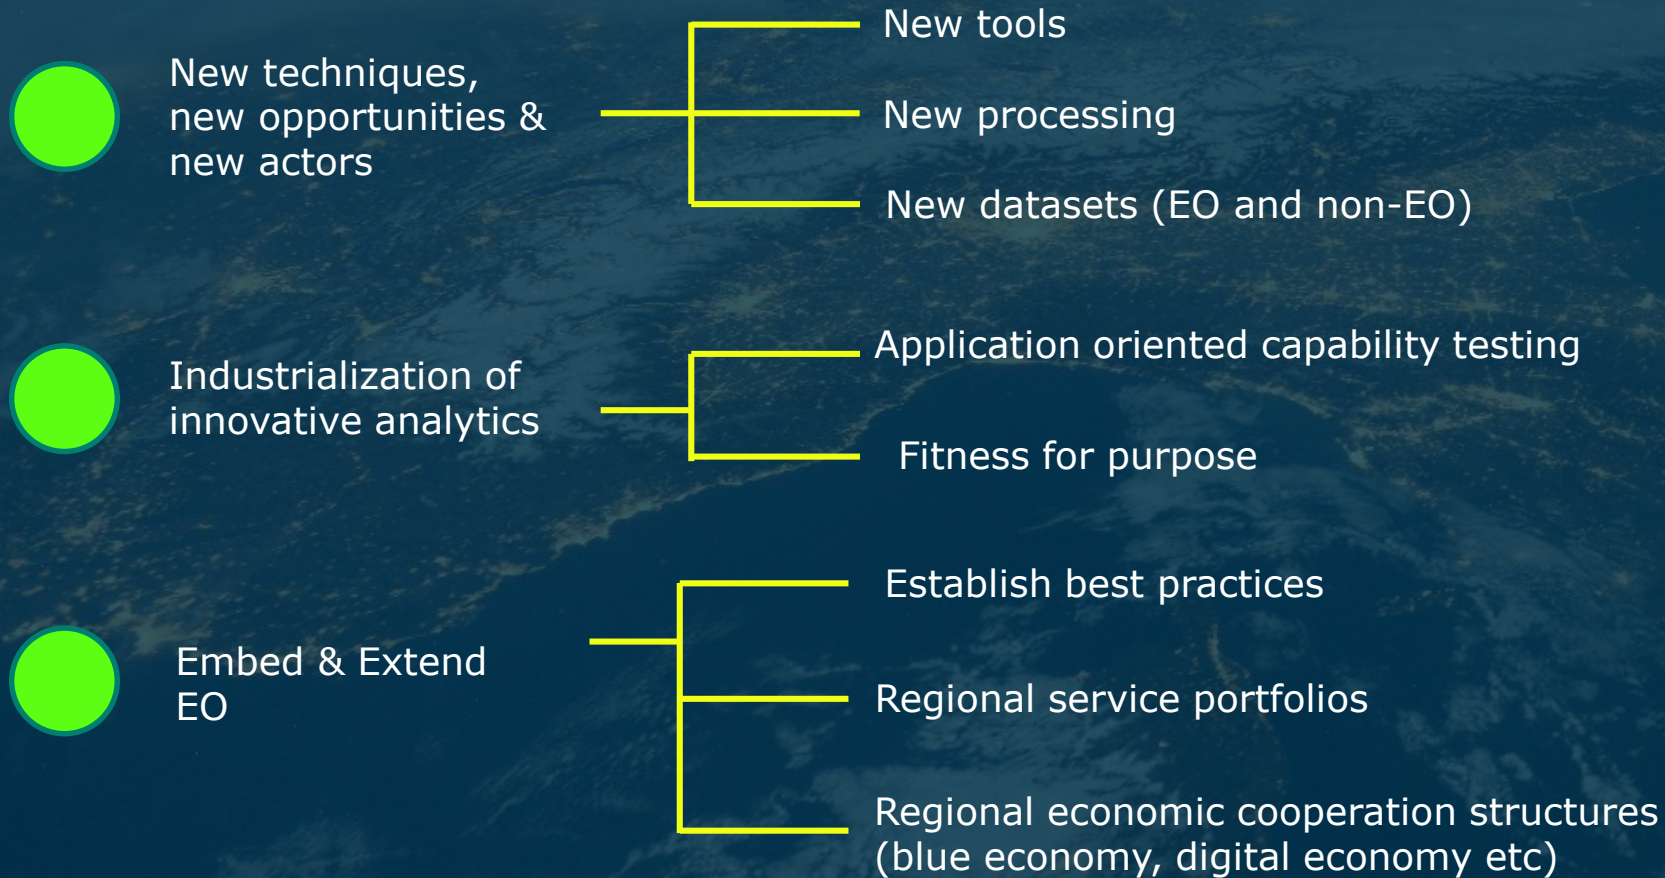 New techniques,
new opportunities &
new actors
New tools
New processing
New datasets (EO and non-EO)
Industrialization of
innovative analytics
Application oriented capability testing
Fitness for purpose
Embed & Extend
EO
Establish best practices
Regional service portfolios
Regional economic cooperation structures
(blue economy, digital economy etc)